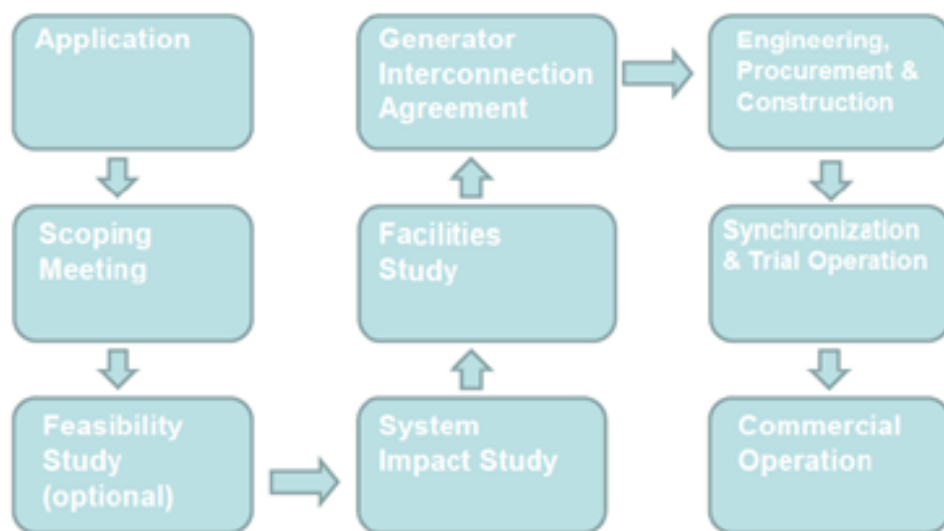 Application
Scoping
Meeting
Feasibility
Study
(optional)
System
Impact Study
Facilities
Study
Generator
Interconnection
Agreement
Engineering,
Procurement &
Construction
Synchronization
& Trial Operation
Commercial
Operation